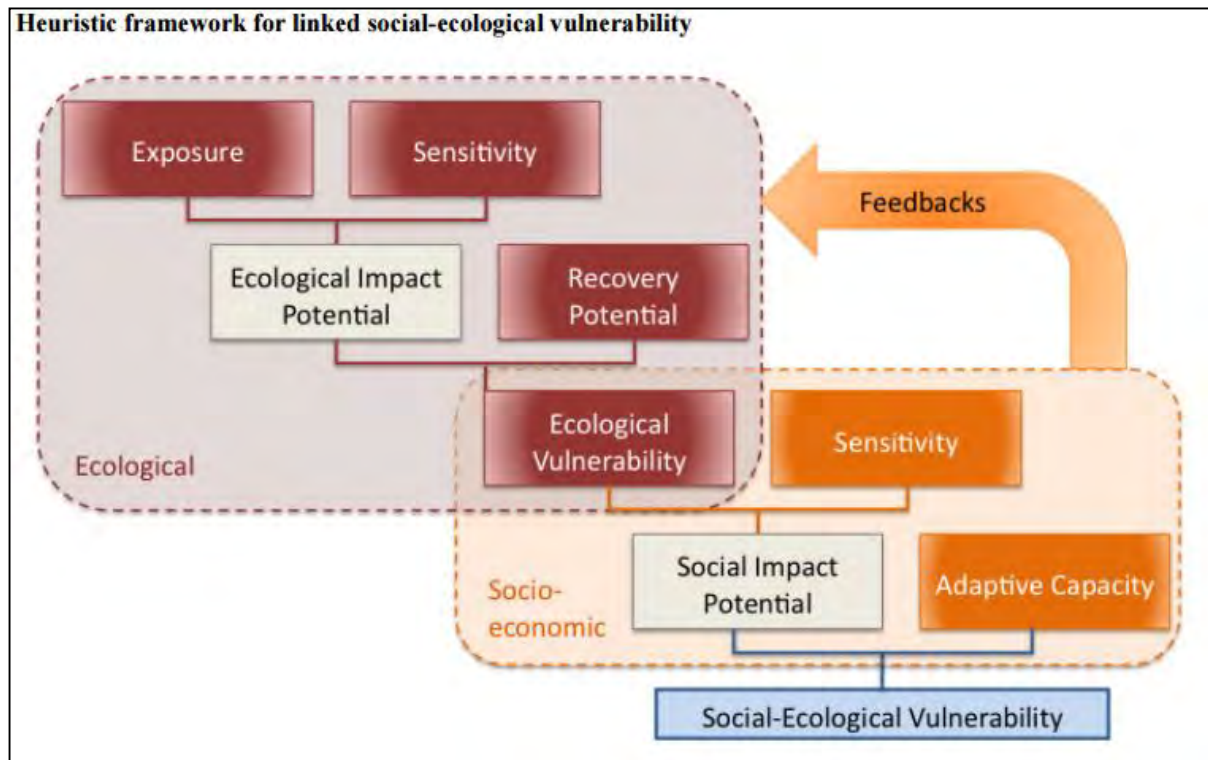 Heuristic framework for linked social-ecological vulnerability
Exposure
Sensitivity
Feedbacks
Ecological Impact
Potential
Recovery
Potential
Ecological
Vulnerability
Sensitivity
Ecological
Social Impact
Potential
Adaptive Capacity
Socio-
economic
Social-Ecological Vulnerability